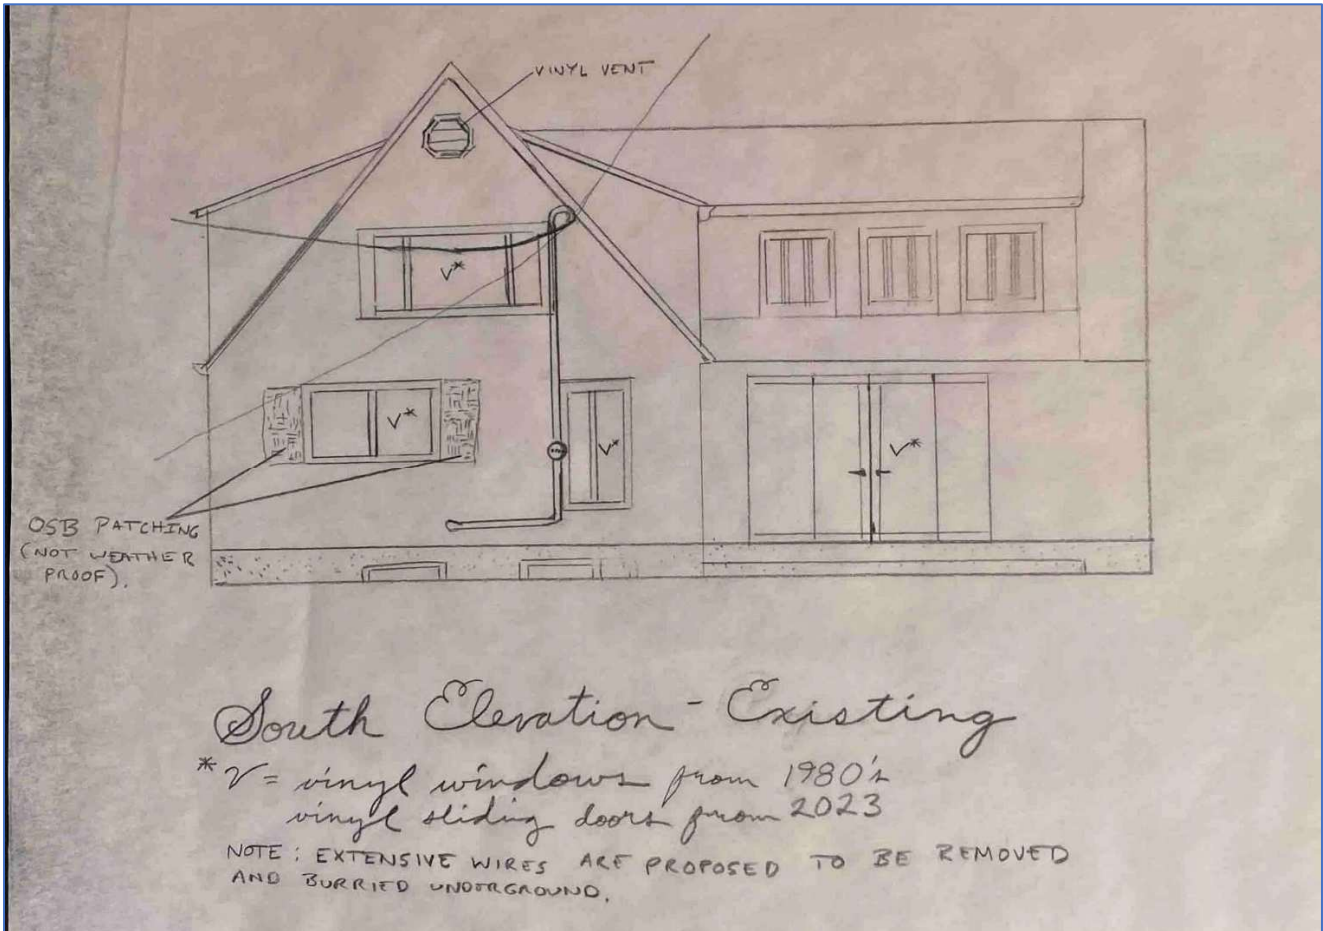 VINYL VENT
V*
V*
V*
V*
OSB PATCHING
(NOT WEATHER
PROOF).
South Elevation - Existing
* V = vinyl windows from 1980's
vinyl sliding doors from 2023
NOTE: EXTENSIVE WIRES ARE PROPOSED TO BE REMOVED
AND BURRIED UNDERGROUND.